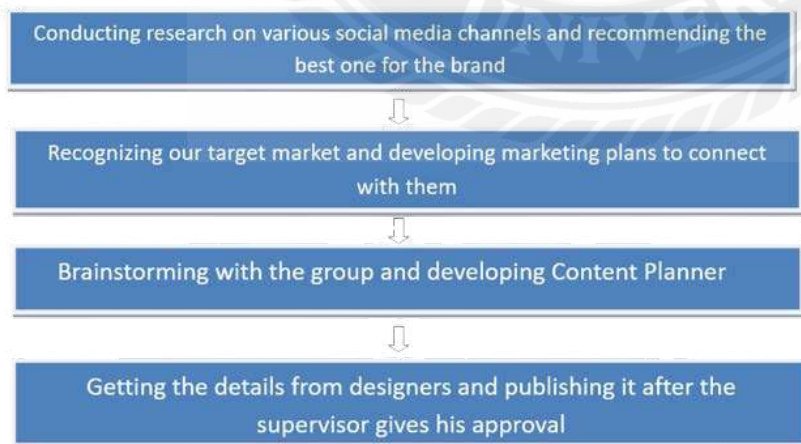 UNIVER
Conducting research on various social media channels and recommending the
best one for the brand
Recognizing our target market and developing marketing plans to connect
with them
Brainstorming with the group and developing Content Planner
Getting the details from designers and publishing it after the
supervisor gives his approval